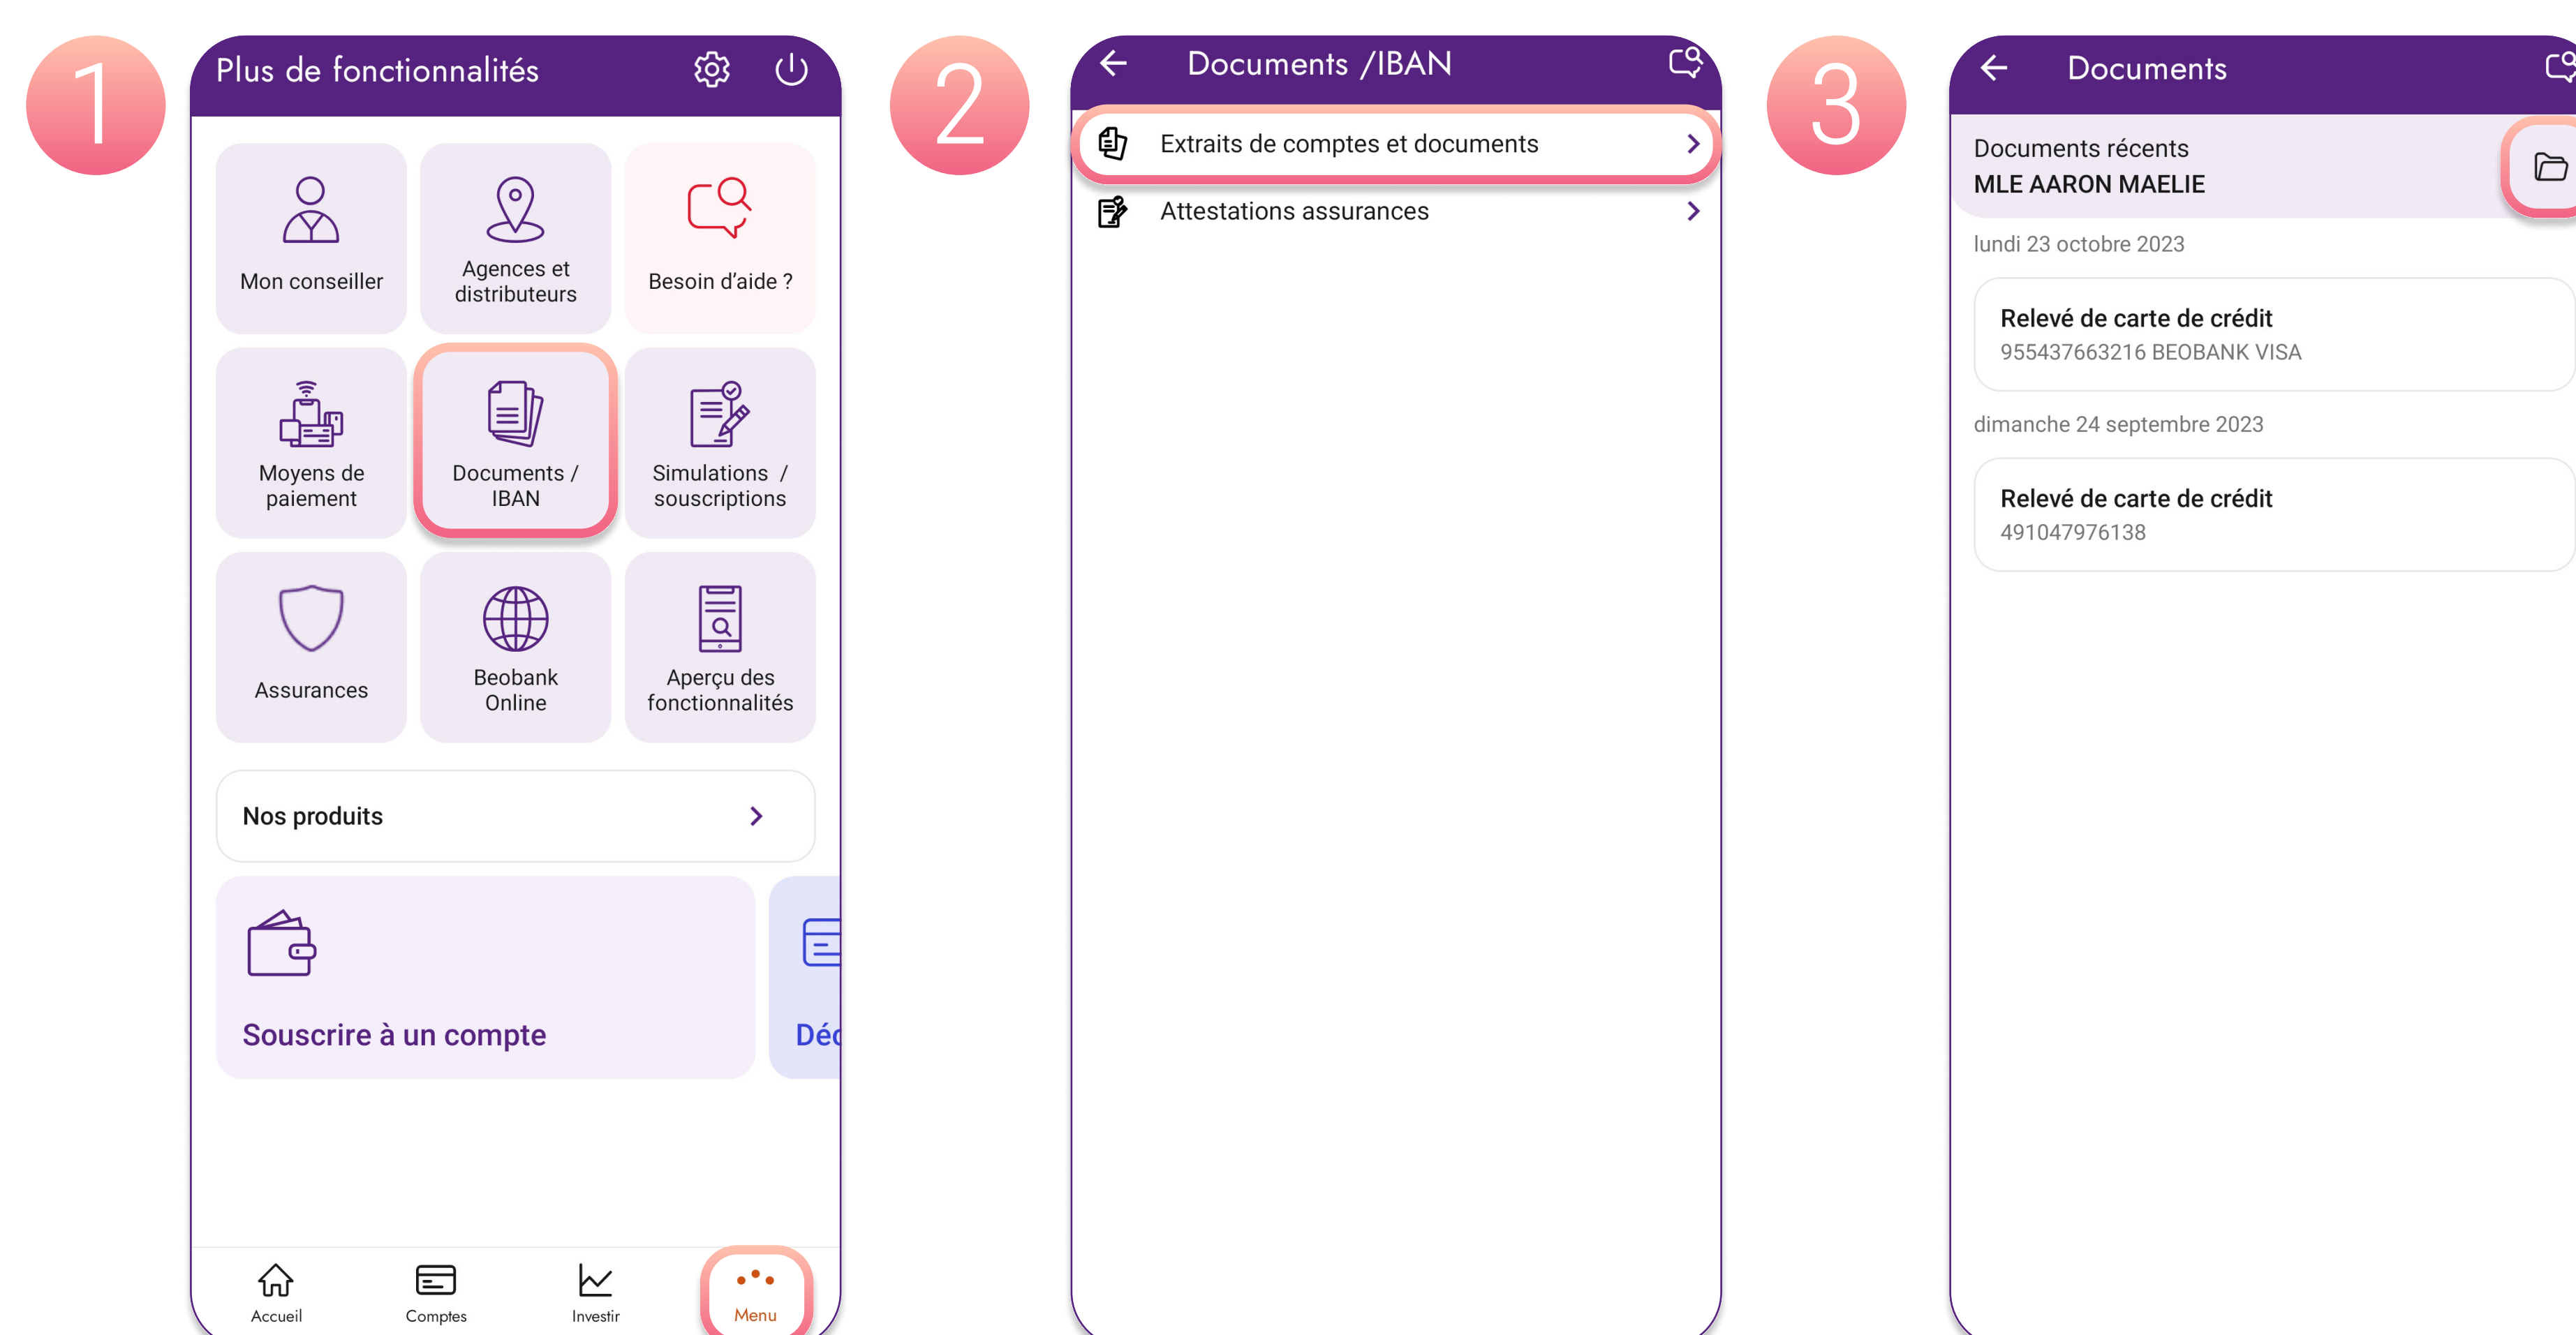 1
Plus de fonctionnalités
Mon conseiller
Agences et
distributeurs
Besoin d’aide ?
Moyens de
paiement
Documents /
IBAN
Simulations /
souscriptions
Assurances
Beobank
Online
Aperçu des
fonctionnalités
Nos produits
Souscrire à un compte
Accueil
Comptes
Investir
Menu
2
Documents /IBAN
Extraits de comptes et documents
Attestations assurances
3
Documents
Documents récents
MLE AARON MAELIE
lundi 23 octobre 2023
Relevé de carte de crédit
955437663216 BEOBANK VISA
dimanche 24 septembre 2023
Relevé de carte de crédit
491047976138